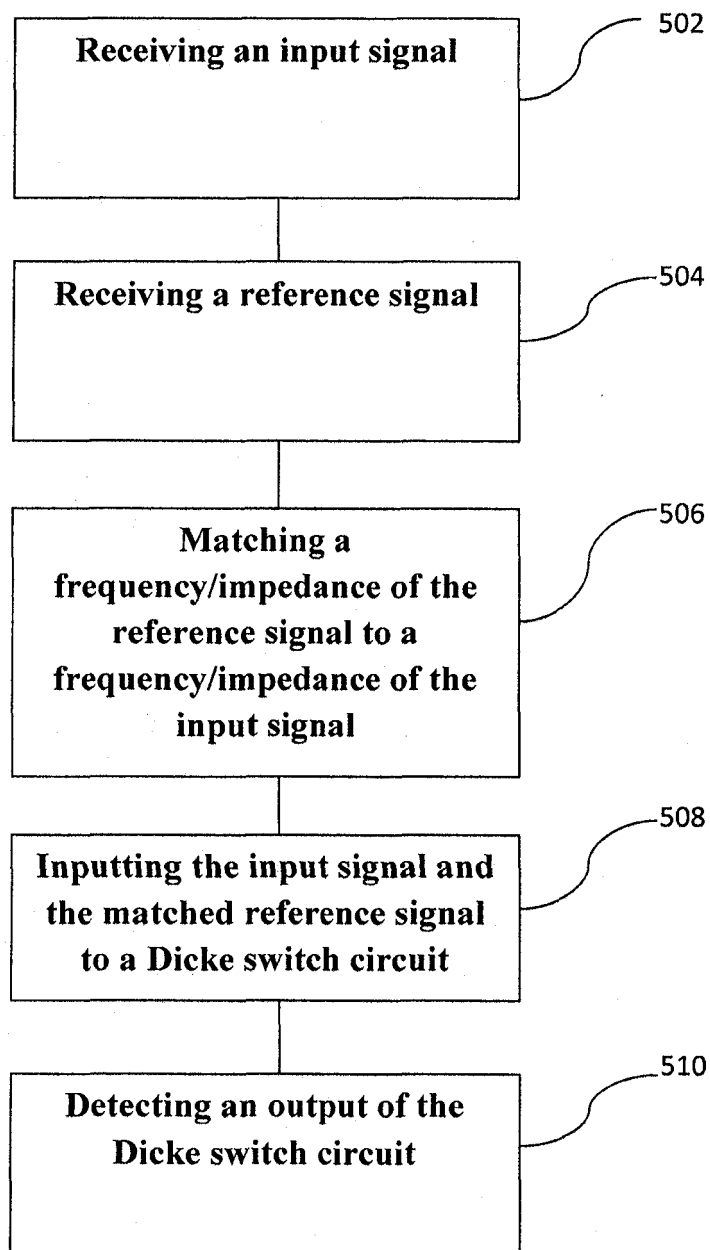 Receiving an input signal
502
Receiving a reference signal
504
Matching a
frequency/impedance of the
reference signal to a
frequency/impedance of the
input signal
506
Inputting the input signal and
the matched reference signal
to a Dicke switch circuit
508
Detecting an output of the
Dicke switch circuit
510